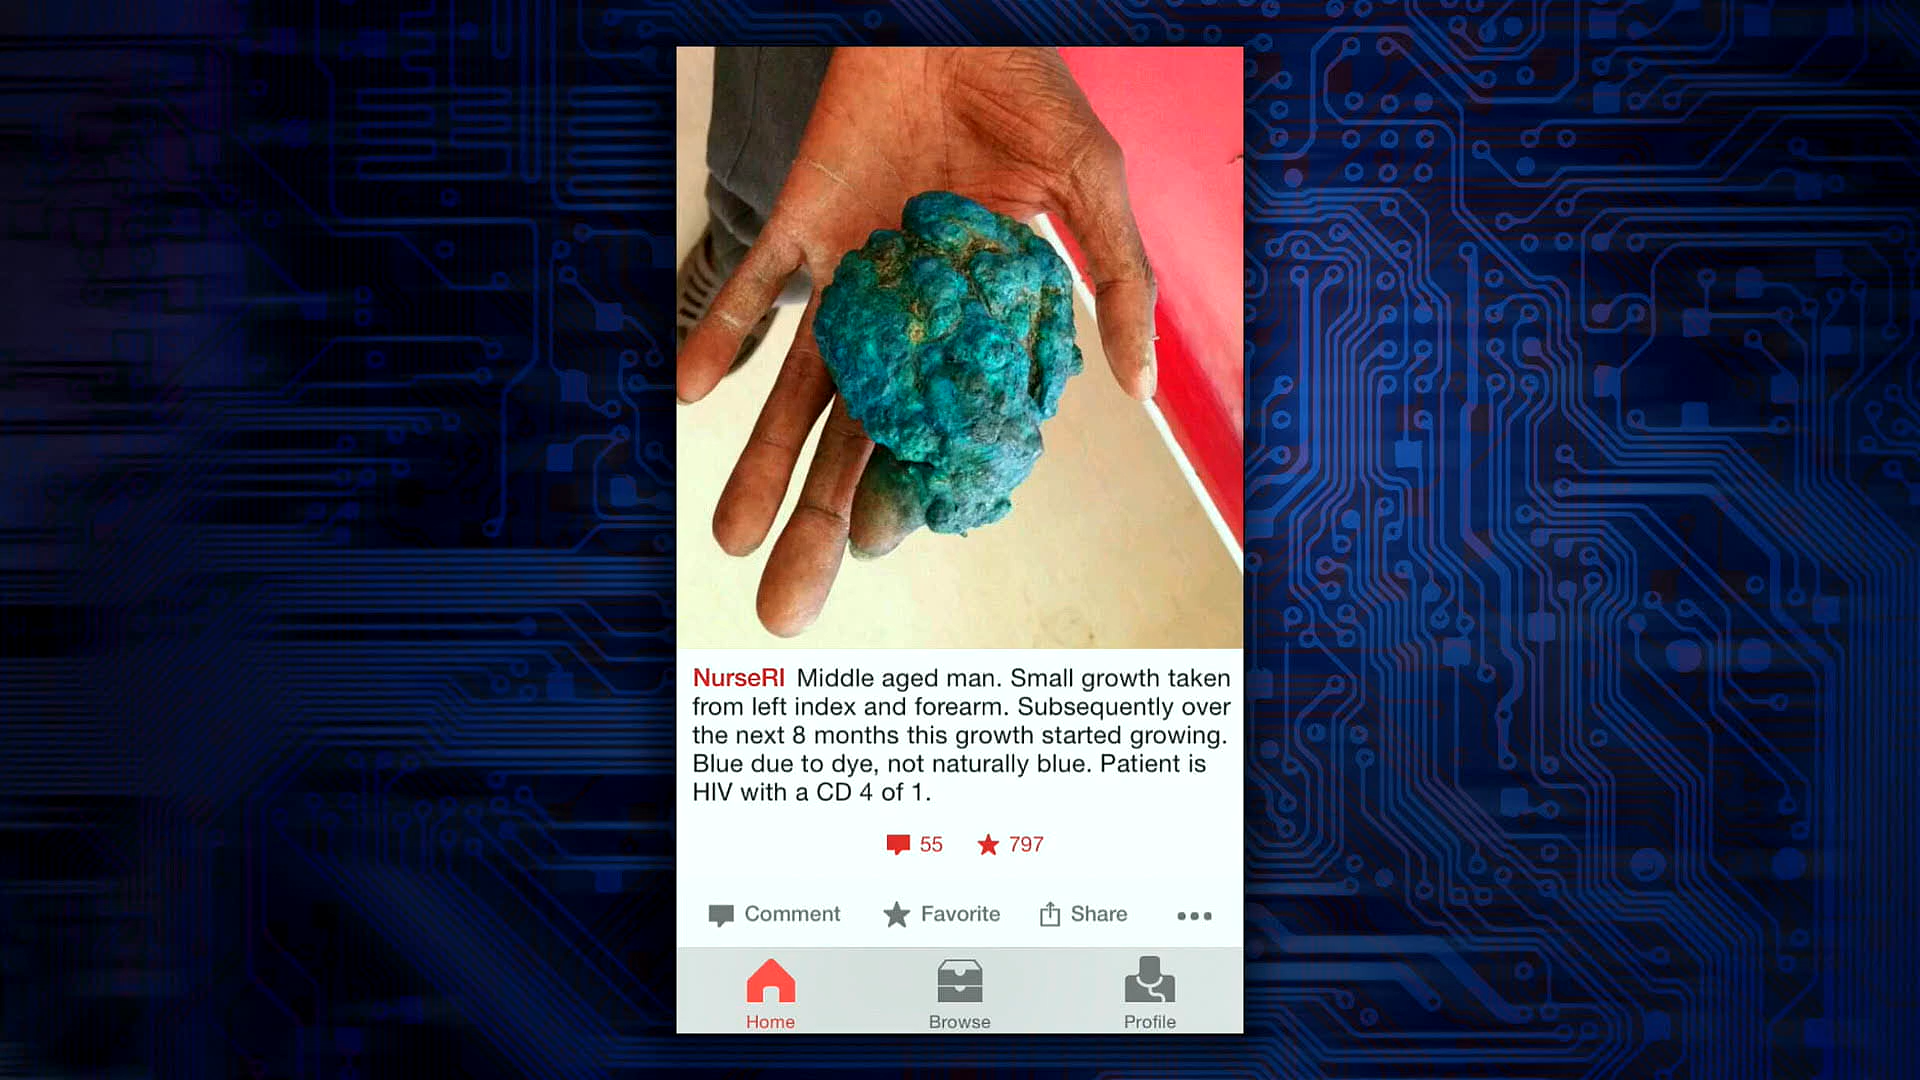 NurseRI Middle aged man. Small growth taken
from left index and forearm. Subsequently over
the next 8 months this growth started growing.
Blue due to dye, not naturally blue. Patient is
HIV with a CD 4 of 1.
55 797
Comment Favorite Share
Home Browse Profile